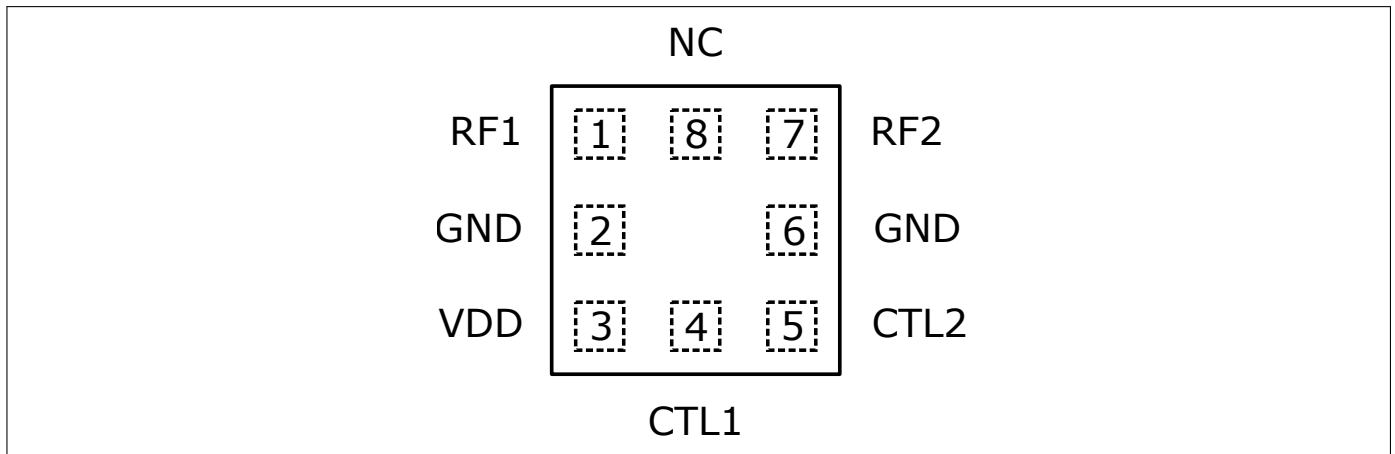 NC
RF1 1 8 7 RF2
GND 2 6 GND
VDD 3 4 5 CTL2
CTL1